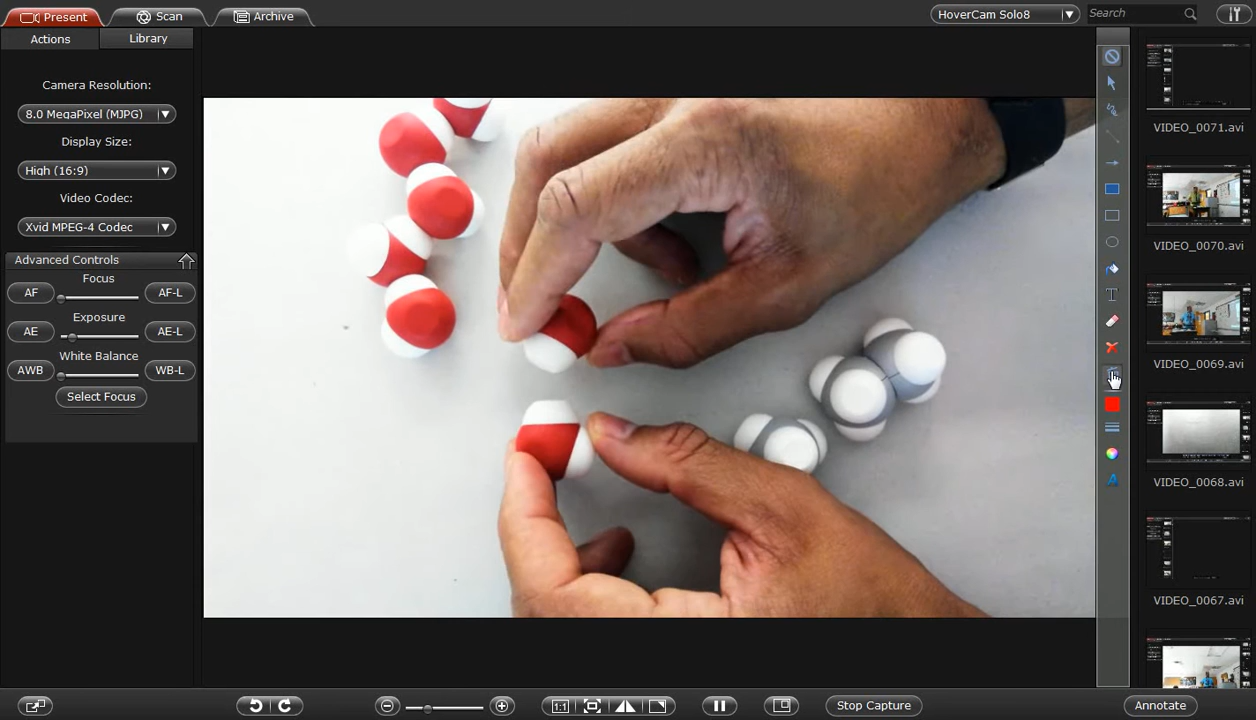 Present
Scan
Archive
HoverCam Solo8
Search
Actions
Library
Camera Resolution:
8.0 MegaPixel (MJPG)
Display Size:
High (16:9)
Video Codec:
Xvid MPEG-4 Codec
Advanced Controls
Focus
AF
AF-L
Exposure
AE
AE-L
White Balance
AWB
WB-L
Select Focus
T
A
VIDEO_0071.avi
VIDEO_0070.avi
VIDEO_0069.avi
VIDEO_0068.avi
VIDEO_0067.avi
1:1
Stop Capture
Annotate